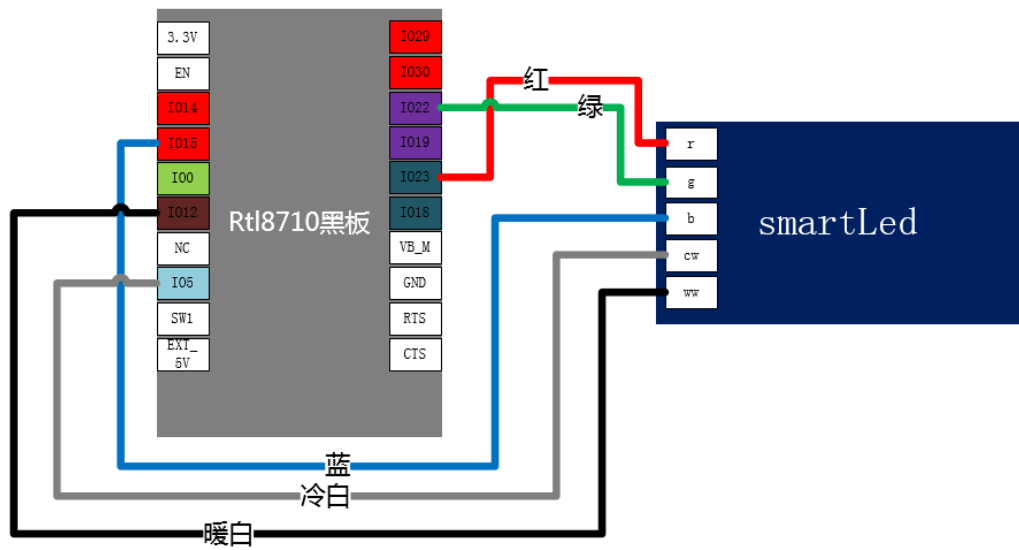 3.3V
EN
IO14
IO15
IO0
IO12
NC
IO5
SW1
EXT_
5V
Rtl8710黑板
IO29
IO30
IO22
IO19
IO23
IO18
VB_M
GND
RTS
CTS
红
绿
r
g
b
cw
ww
smartLed
蓝
冷白
暖白